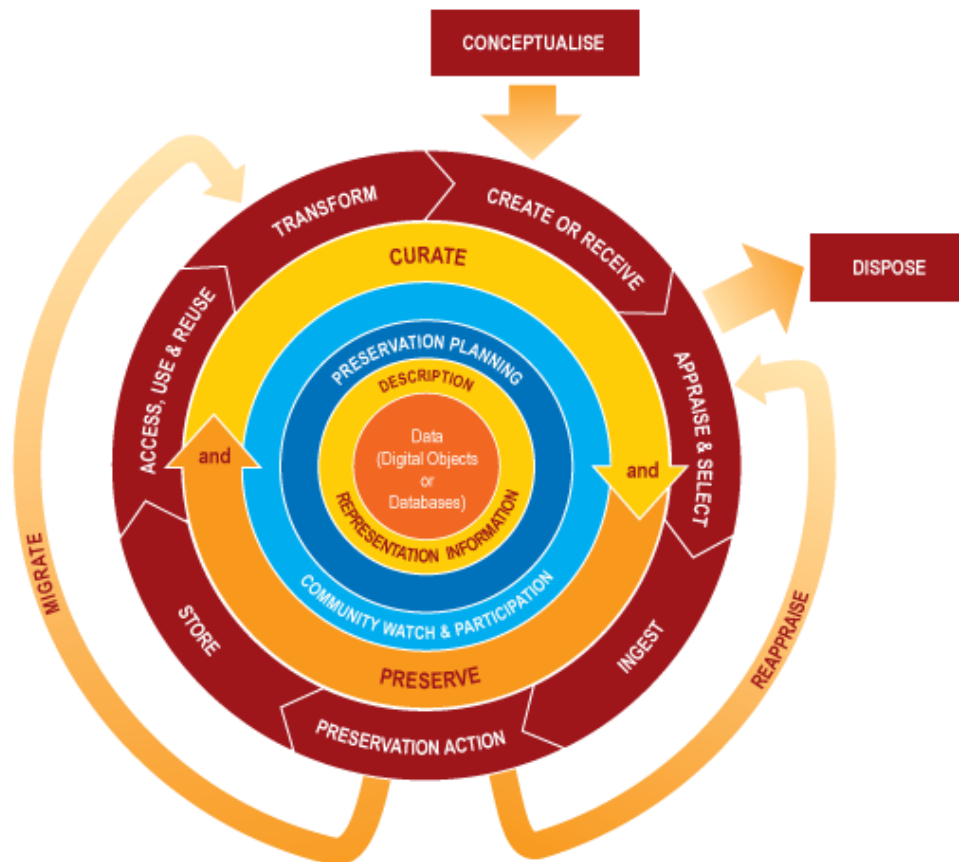 CONCEPTUALISE
TRANSFORM
CREATE OR RECEIVE
DISPOSE
CURATE
ACCESS, USE & REUSE
APPRAISE & SELECT
PRESERVATION PLANNING
DESCRIPTION
and
Data
(Digital Objects
or
Databases)
and
REPRESENTATION INFORMATION
COMMUNITY WATCH & PARTICIPATION
MIGRATE
STORE
INGEST
REAPPRAISE
PRESERVE
PRESERVATION ACTION